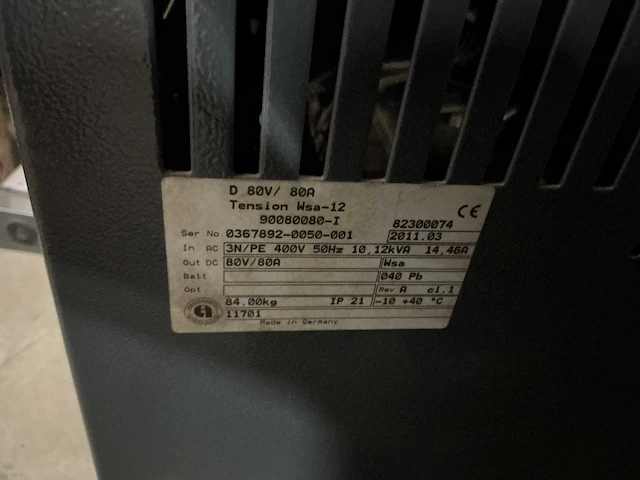 D 80V/ 80A
Tension Wsa-12
90080080-I 82300074 CE
Ser No 0367892-0050-001 2011.03
In AC 3N/PE 400V 50Hz 10,12kVA 14,46A
Out DC 80V/80A Wsa
Batt 040 Pb
Opt. Rev. A cl.1
84.00kg IP 21 -10 +40 °C
11701
Made in Germany